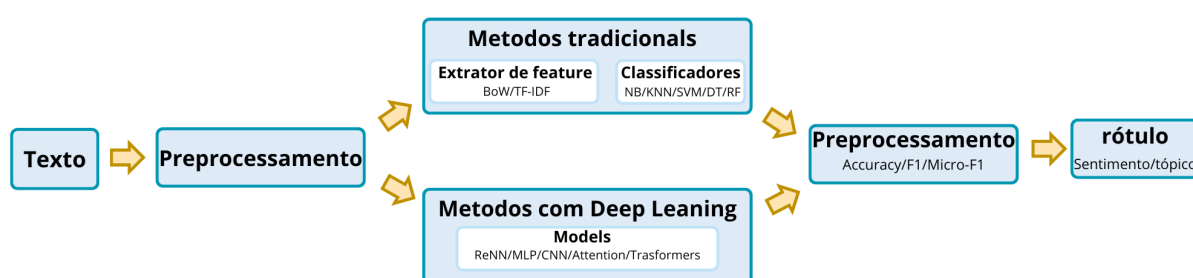 Texto
Preprocessamento
Metodos tradicionals
Extrator de feature
BoW/TF-IDF
Classificadores
NB/KNN/SVM/DT/RF
Metodos com Deep Leaning
Models
ReNN/MLP/CNN/Attention/Trasformers
Preprocessamento
Accuracy/F1/Micro-F1
rótulo
Sentimento/tópico